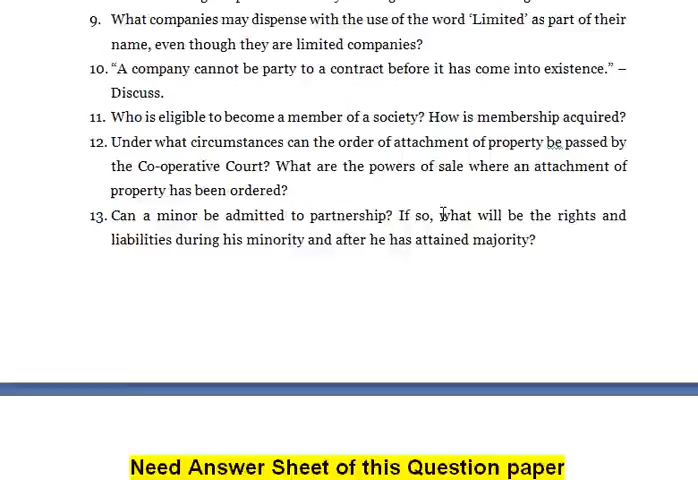 9. What companies may dispense with the use of the word ‘Limited’ as part of their
name, even though they are limited companies?
10. “A company cannot be party to a contract before it has come into existence.” –
Discuss.
11. Who is eligible to become a member of a society? How is membership acquired?
12. Under what circumstances can the order of attachment of property be passed by
the Co-operative Court? What are the powers of sale where an attachment of
property has been ordered?
13. Can a minor be admitted to partnership? If so, what will be the rights and
liabilities during his minority and after he has attained majority?
Need Answer Sheet of this Question paper